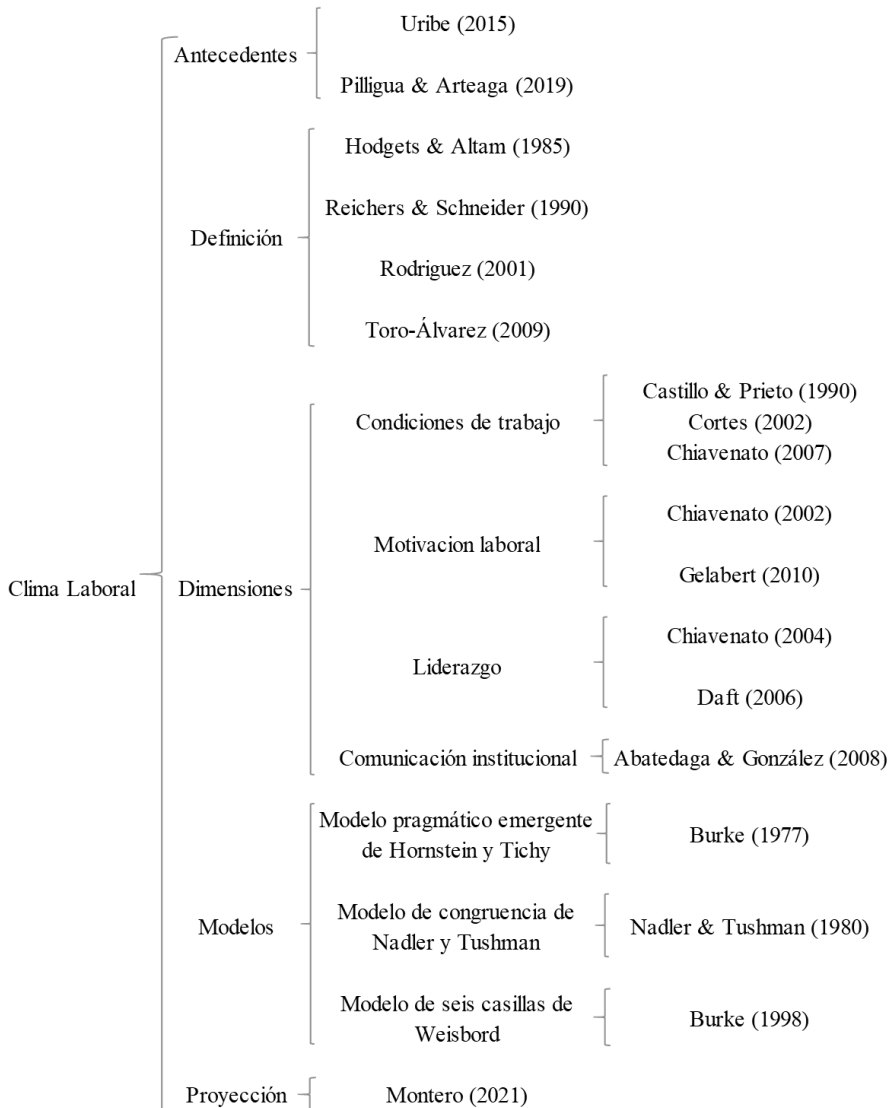 Clima Laboral
Antecedentes
Uribe (2015)
Pilligua & Arteaga (2019)
Definición
Hodgets & Altam (1985)
Reichers & Schneider (1990)
Rodriguez (2001)
Toro-Álvarez (2009)
Dimensiones
Condiciones de trabajo
Castillo & Prieto (1990)
Cortes (2002)
Chiavenato (2007)
Motivacion laboral
Chiavenato (2002)
Gelabert (2010)
Liderazgo
Chiavenato (2004)
Daft (2006)
Comunicación institucional
Abatedaga & González (2008)
Modelos
Modelo pragmático emergente
de Hornstein y Tichy
Burke (1977)
Modelo de congruencia de
Nadler y Tushman
Nadler & Tushman (1980)
Modelo de seis casillas de
Weisbord
Burke (1998)
Proyección
Montero (2021)